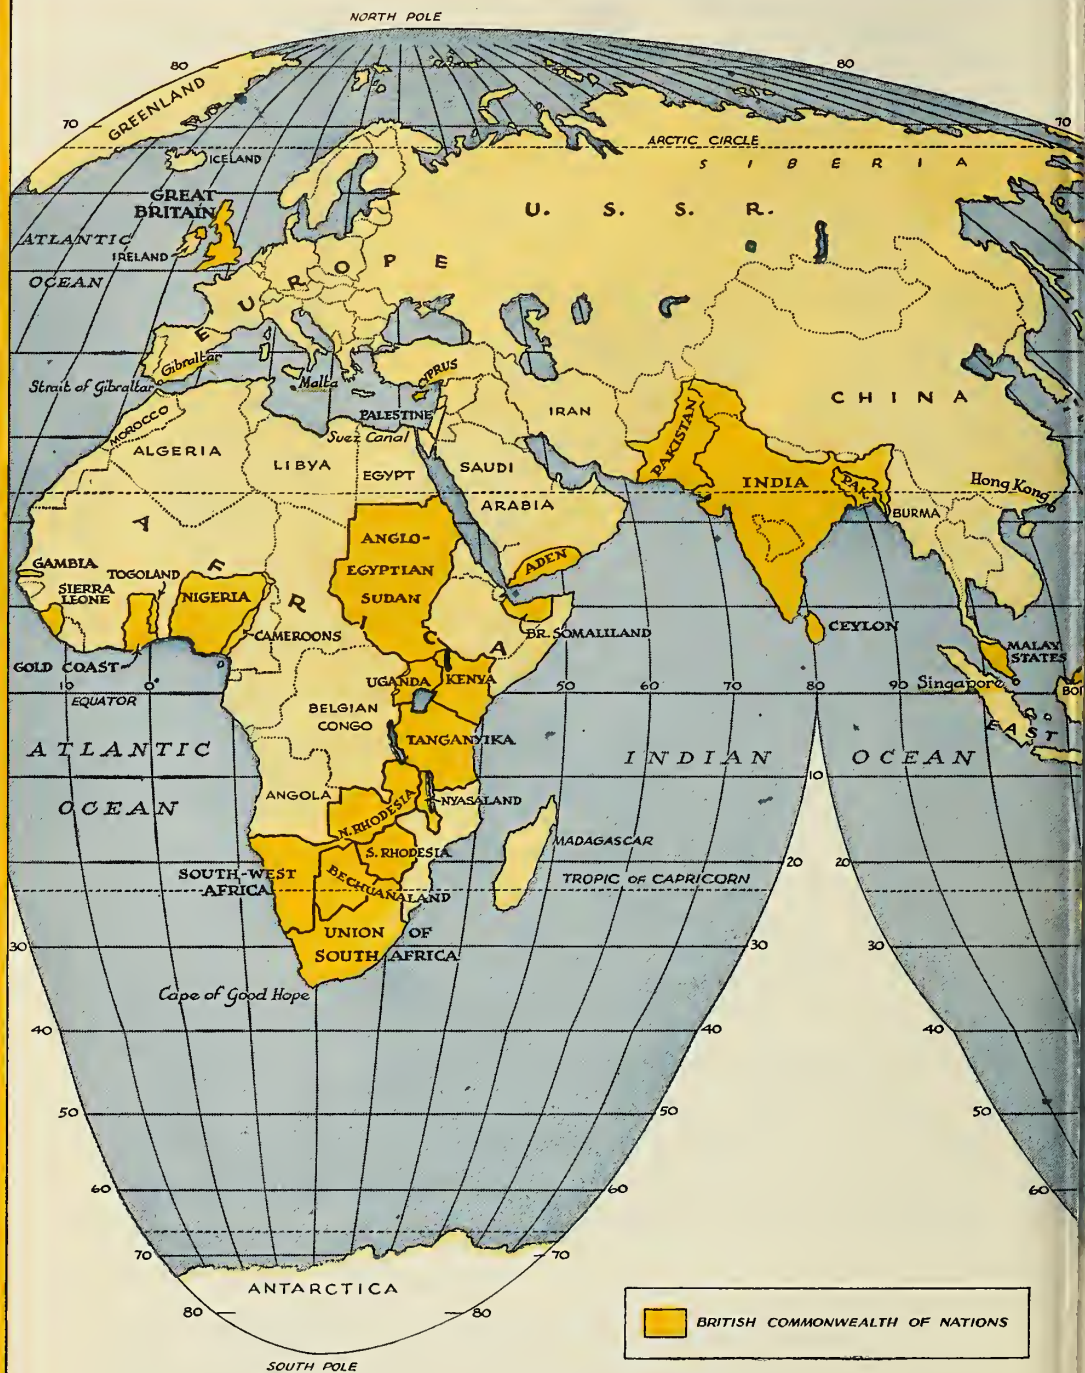 NORTH POLE
80
80
GREENLAND
70
70
ARCTIC CIRCLE
ICELAND
SIBERIA
GREAT
BRITAIN
U. S. S. R.
ATLANTIC
OCEAN
IRELAND
EUROPE
Gibraltar
Strait of Gibraltar
Malta
CYPRUS
PALESTINE
Suez Canal
IRAN
CHINA
MOROCCO
ALGERIA
LIBYA
EGYPT
SAUDI
ARABIA
PAKISTAN
INDIA
PAK.
Hong Kong
BURMA
AFRICA
ANGLO-
EGYPTIAN
SUDAN
ADEN
GAMBIA
SIERRA
LEONE
TOGOLAND
NIGERIA
CAMEROONS
BR. SOMALILAND
CEYLON
GOLD COAST
MALAY
STATES
Singapore
BOR
EAST
10
0
50
60
70
80
90
EQUATOR
UGANDA
KENYA
BELGIAN
CONGO
TANGANYIKA
ATLANTIC
OCEAN
INDIAN OCEAN
10
ANGOLA
N. RHODESIA
NYASALAND
S. RHODESIA
MADAGASCAR
SOUTH-WEST
AFRICA
BECHUANALAND
20
20
TROPIC OF CAPRICORN
UNION OF
SOUTH AFRICA
30
30
30
Cape of Good Hope
40
40
40
50
50
50
60
60
60
70
70
ANTARCTICA
80
80
SOUTH POLE
BRITISH COMMONWEALTH OF NATIONS